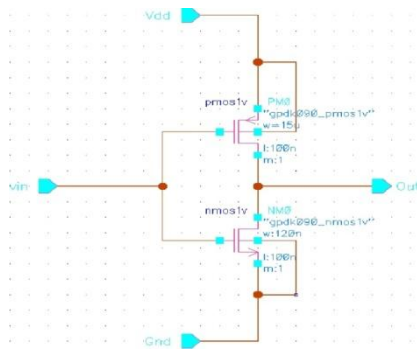 Vdd
pmos1v
PM0
"gpdk090_pmos1v"
w=15u
l:100n
m:1
vin
Out
nmos1v
NM0
"gpdk090_nmos1v"
w:120n
l:100n
m:1
Gnd